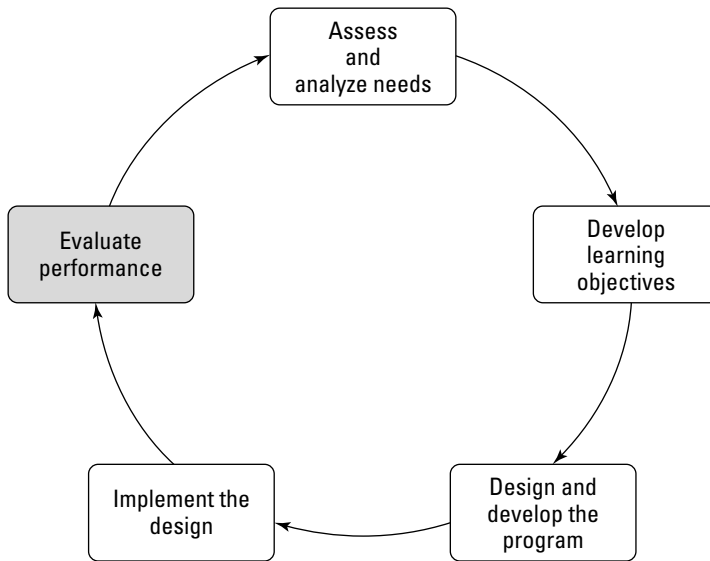 Assess
and
analyze needs
Develop
learning
objectives
Design and
develop the
program
Implement the
design
Evaluate
performance